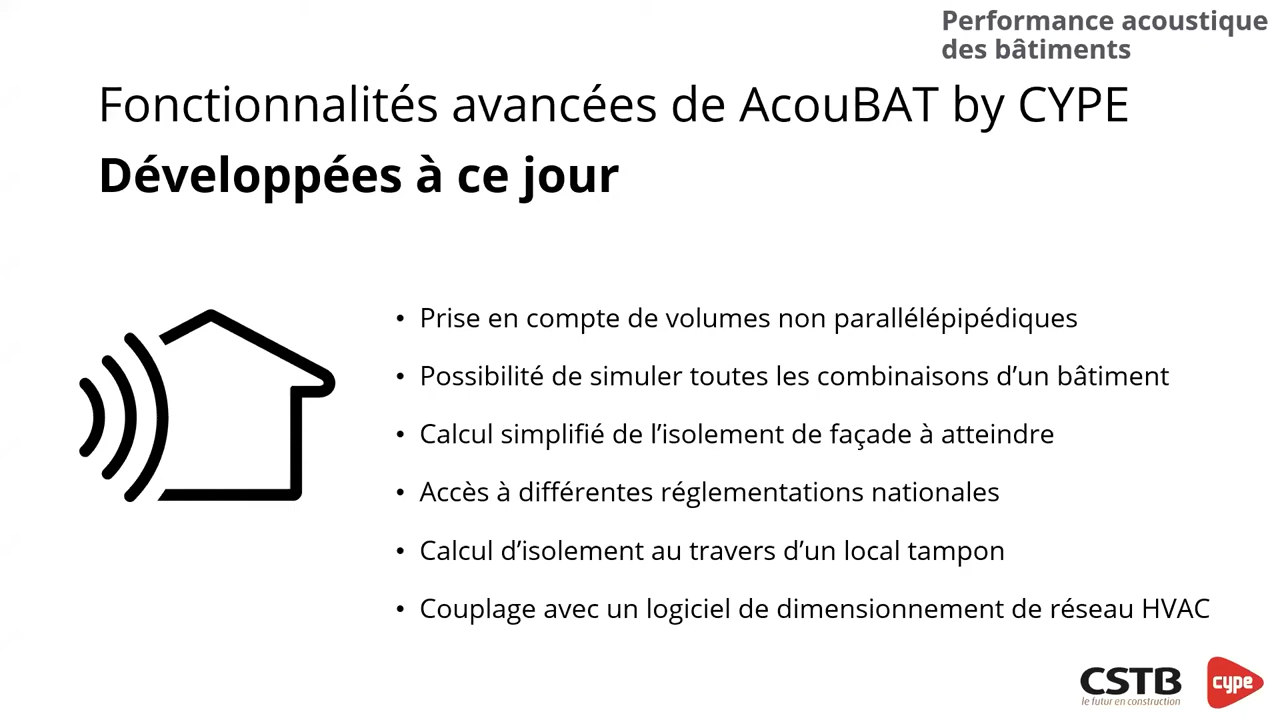 Performance acoustique
des bâtiments
Fonctionnalités avancées de AcouBAT by CYPE
Développées à ce jour
• Prise en compte de volumes non parallélépipédiques
• Possibilité de simuler toutes les combinaisons d’un bâtiment
• Calcul simplifié de l’isolement de façade à atteindre
• Accès à différentes réglementations nationales
• Calcul d’isolement au travers d’un local tampon
• Couplage avec un logiciel de dimensionnement de réseau HVAC
CSTB
le futur en construction
cype